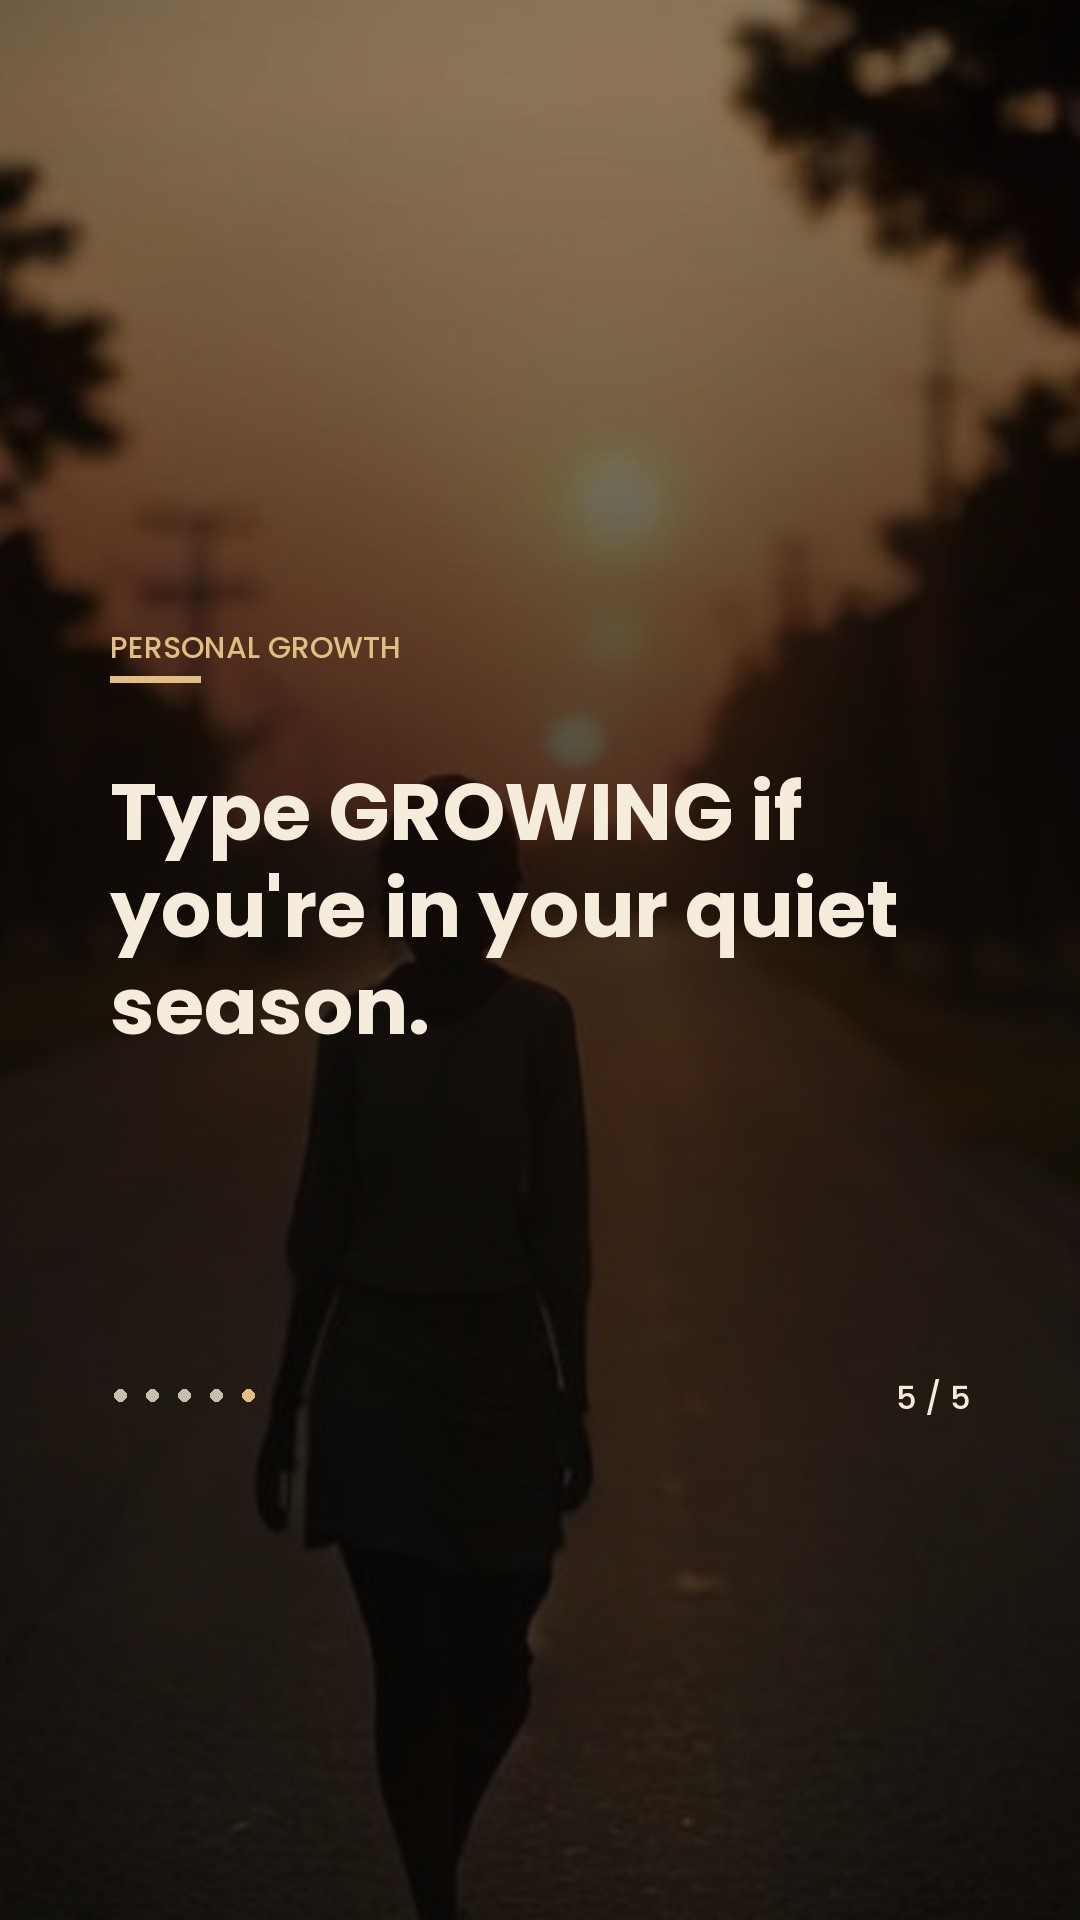 PERSONAL GROWTH
Type GROWING if
you're in your quiet
season.
5 / 5